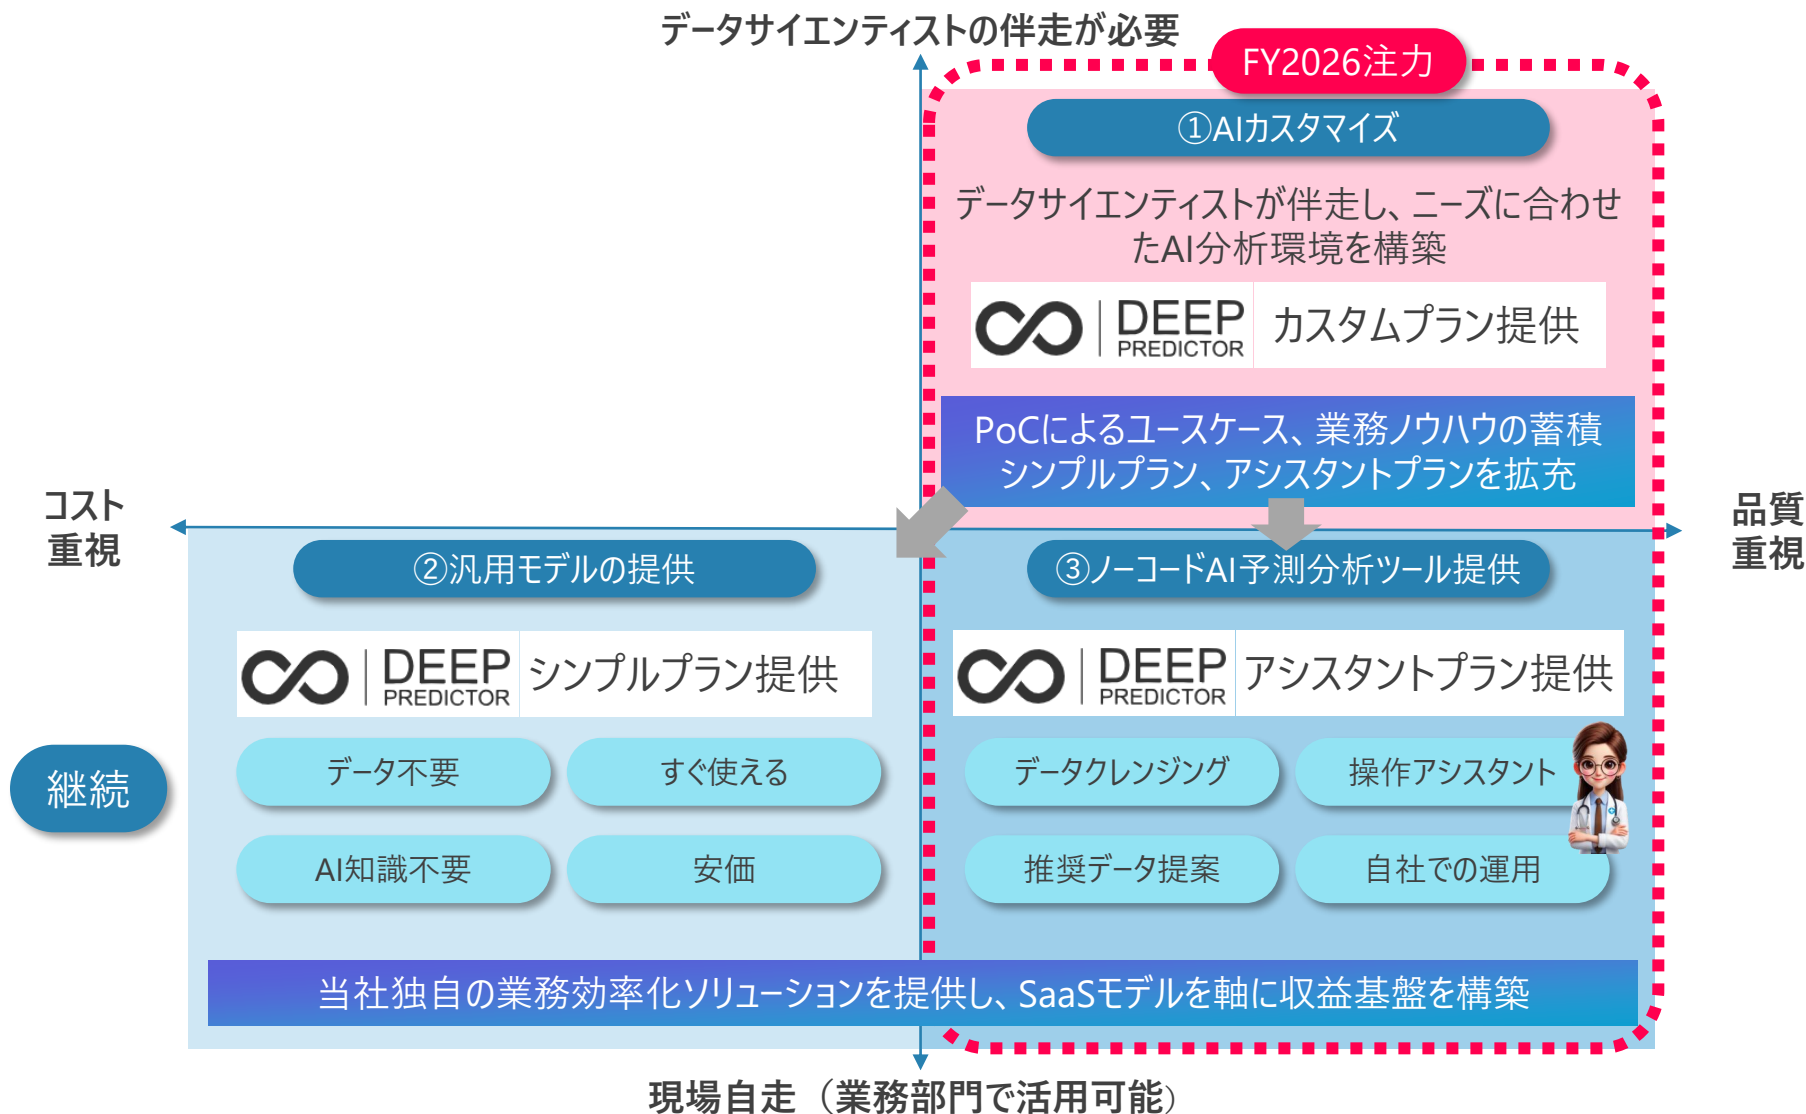 データサイエンティストの伴走が必要
FY2026注力
①AIカスタマイズ
データサイエンティストが伴走し、ニーズに合わせ
たAI分析環境を構築
DEEP
PREDICTOR
カスタムプラン提供
PoCによるユースケース、業務ノウハウの蓄積
シンプルプラン、アシスタントプランを拡充
コスト
重視
品質
重視
②汎用モデルの提供
DEEP
PREDICTOR
シンプルプラン提供
データ不要
すぐ使える
AI知識不要
安価
③ノーコードAI予測分析ツール提供
DEEP
PREDICTOR
アシスタントプラン提供
データクレンジング
操作アシスタント
推奨データ提案
自社での運用
継続
当社独自の業務効率化ソリューションを提供し、SaaSモデルを軸に収益基盤を構築
現場自走（業務部門で活用可能）